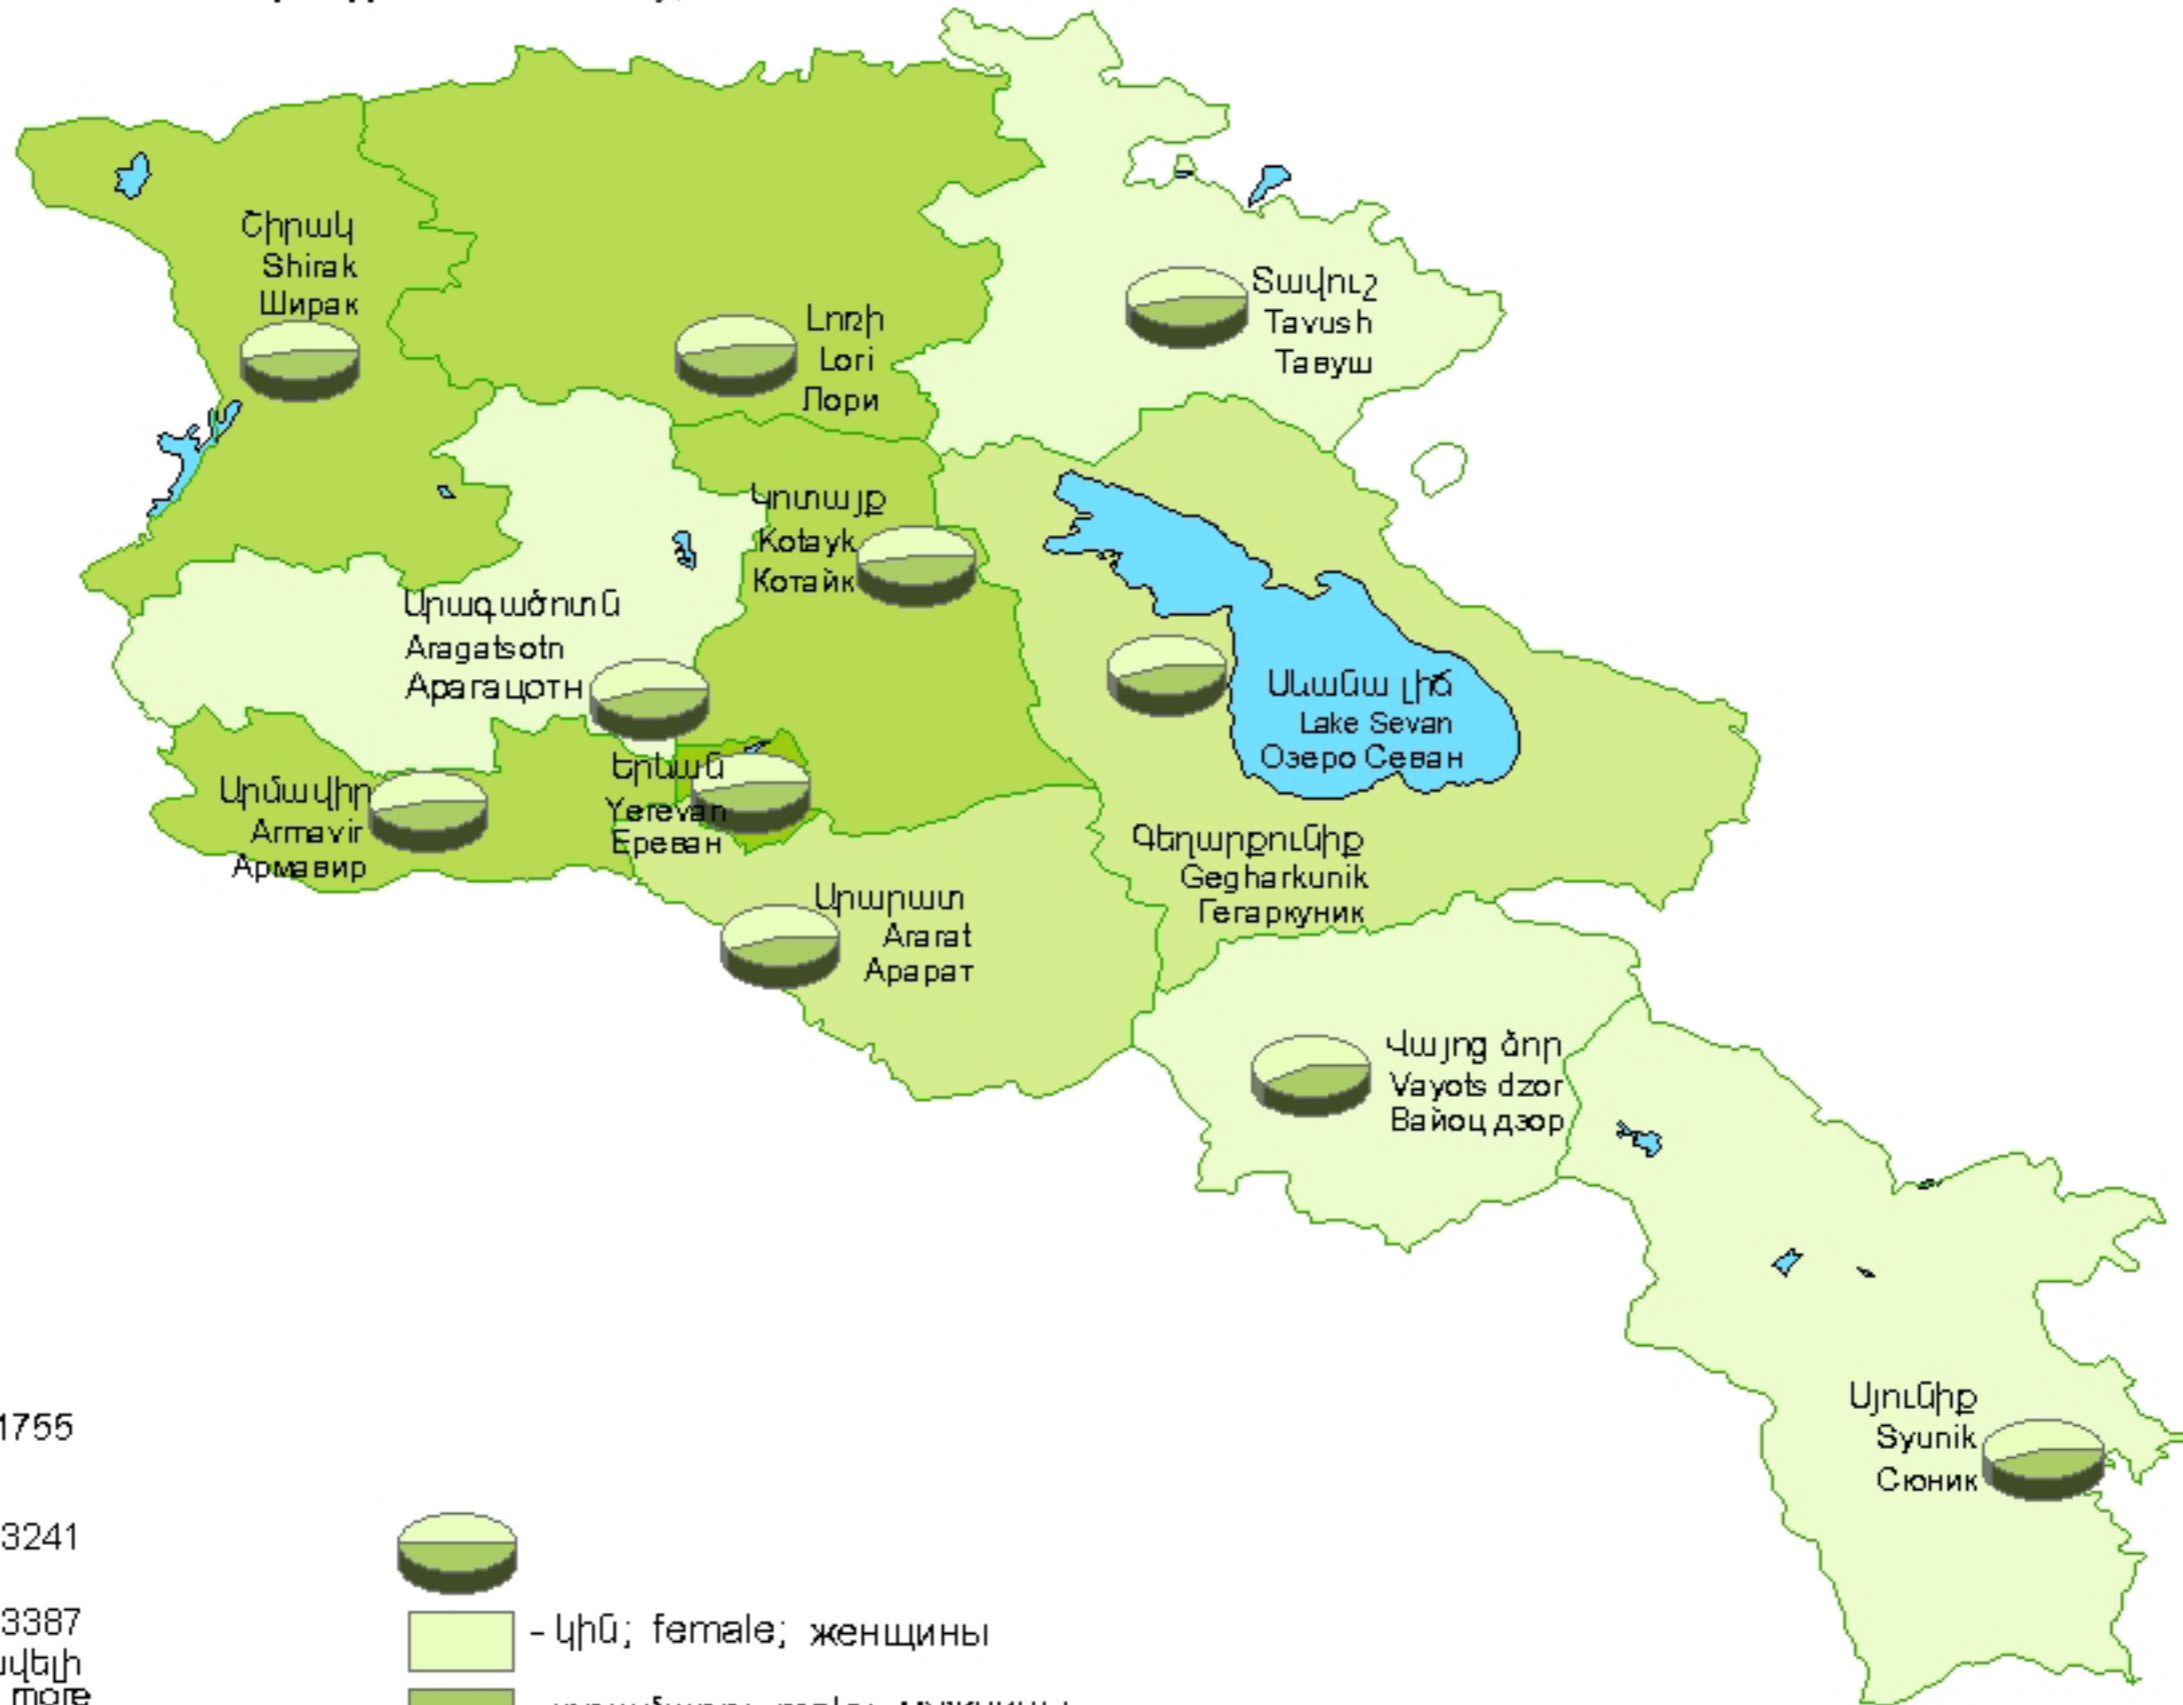 Շիրակ
Shirak
Ширак
Լոռի
Lori
Лори
Տավուշ
Tavush
Тавуш
Կոտայք
Kotayk
Котайк
Արագածոտն
Aragatsotn
Арагацотн
Սևանա լիճ
Lake Sevan
Озеро Севан
Երևան
Yerevan
Ереван
Արմավիր
Armavir
Армавир
Գեղարքունիք
Gegharkunik
Гегаркуник
Արարատ
Ararat
Арарат
Վայոց ձոր
Vayots dzor
Вайоц дзор
Սյունիք
Syunik
Сюник
1755
3241
3387
more
- կին; female; женщины